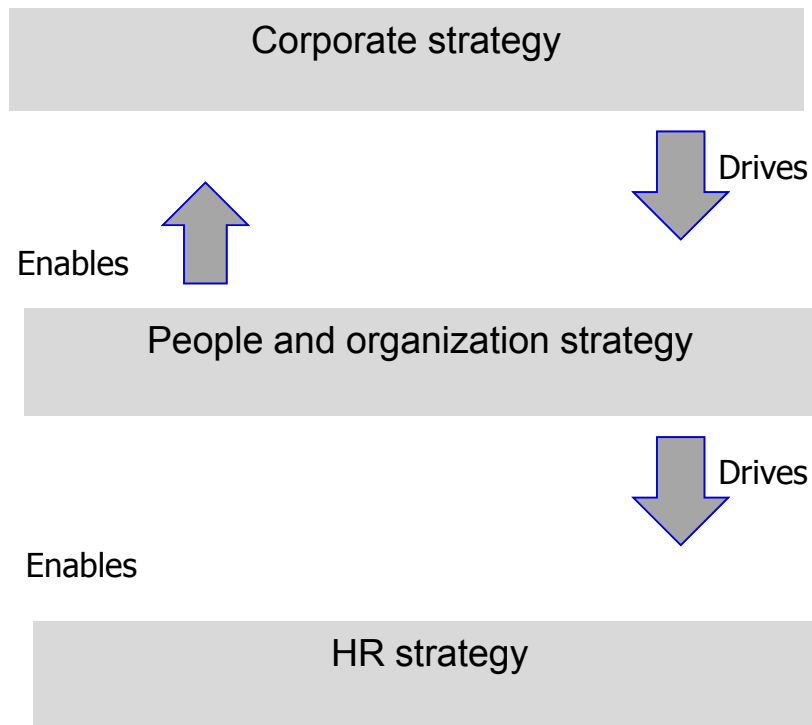 Corporate strategy
Drives
Enables
People and organization strategy
Drives
Enables
HR strategy